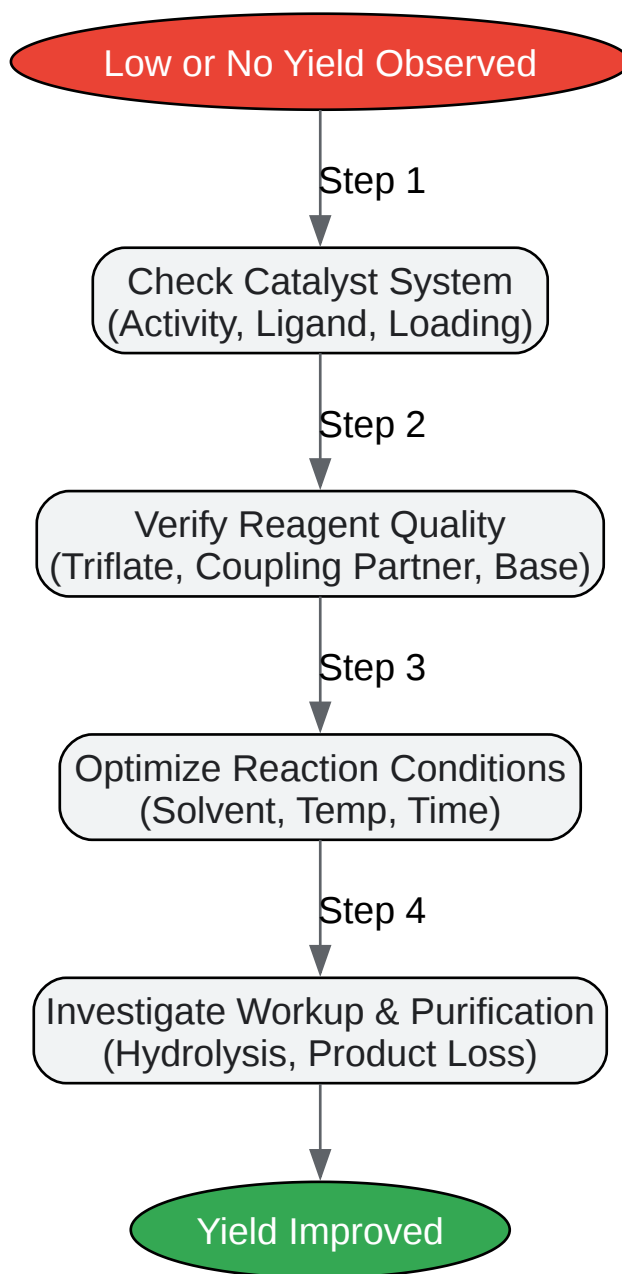 Low or No Yield Observed
Step 1
Check Catalyst System
(Activity, Ligand, Loading)
Step 2
Verify Reagent Quality
(Triflate, Coupling Partner, Base)
Step 3
Optimize Reaction Conditions
(Solvent, Temp, Time)
Step 4
Investigate Workup & Purification
(Hydrolysis, Product Loss)
Yield Improved